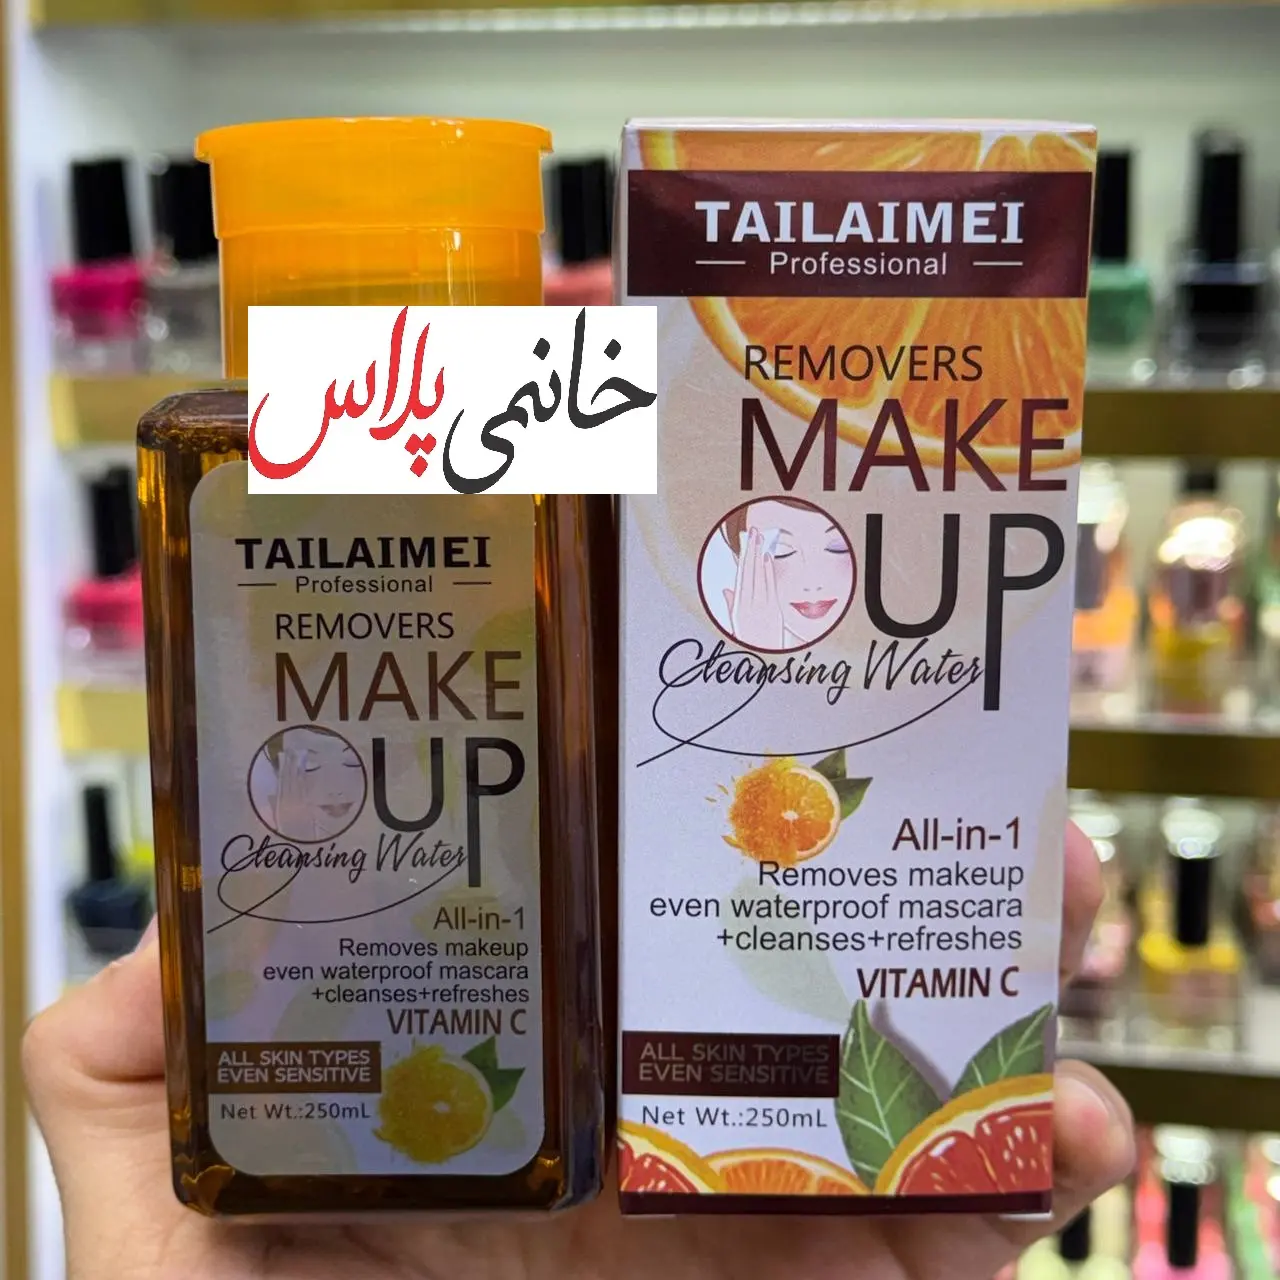 خانمی پلاس
TAILAIMEI
Professional
REMOVERS
MAKE
UP
Cleansing Water
All-in-1
Removes makeup
even waterproof mascara
+cleanses+refreshes
VITAMIN C
ALL SKIN TYPES
EVEN SENSITIVE
Net Wt.:250mL
TAILAIMEI
Professional
REMOVERS
MAKE
UP
Cleansing Water
All-in-1
Removes makeup
even waterproof mascara
+cleanses+refreshes
VITAMIN C
ALL SKIN TYPES
EVEN SENSITIVE
Net Wt.:250mL